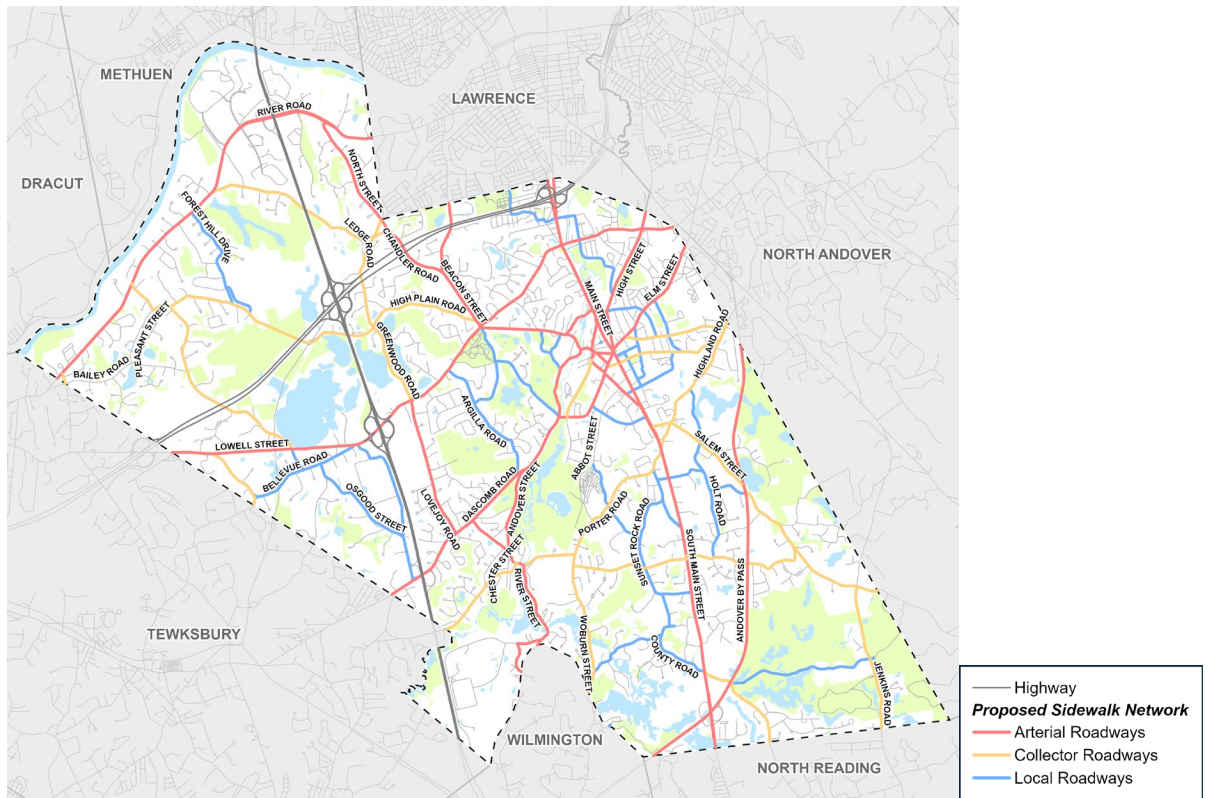 METHUEN
LAWRENCE
RIVER ROAD
NORTH STREET
DRACUT
FOREST HILL DRIVE
LEDGE ROAD
CHANDLER ROAD
BEACON STREET
NORTH ANDOVER
HIGH STREET
ELM STREET
MAIN STREET
HIGH PLAIN ROAD
PLEASANT STREET
BAILEY ROAD
GREENWOOD ROAD
HIGHLAND ROAD
ARGILLA ROAD
ABBOT STREET
SALEM STREET
LOWELL STREET
BELLEVUE ROAD
OSGOOD STREET
LOVEJOY ROAD
DASCOMB ROAD
ANDOVER STREET
PORTER ROAD
HOLT ROAD
SUNSET ROCK ROAD
CHESTER STREET
RIVER STREET
SOUTH MAIN STREET
ANDOVER BY PASS
TEWKSBURY
WOBURN STREET
COUNTY ROAD
JENKINS ROAD
WILMINGTON
NORTH READING
Highway
Proposed Sidewalk Network
Arterial Roadways
Collector Roadways
Local Roadways